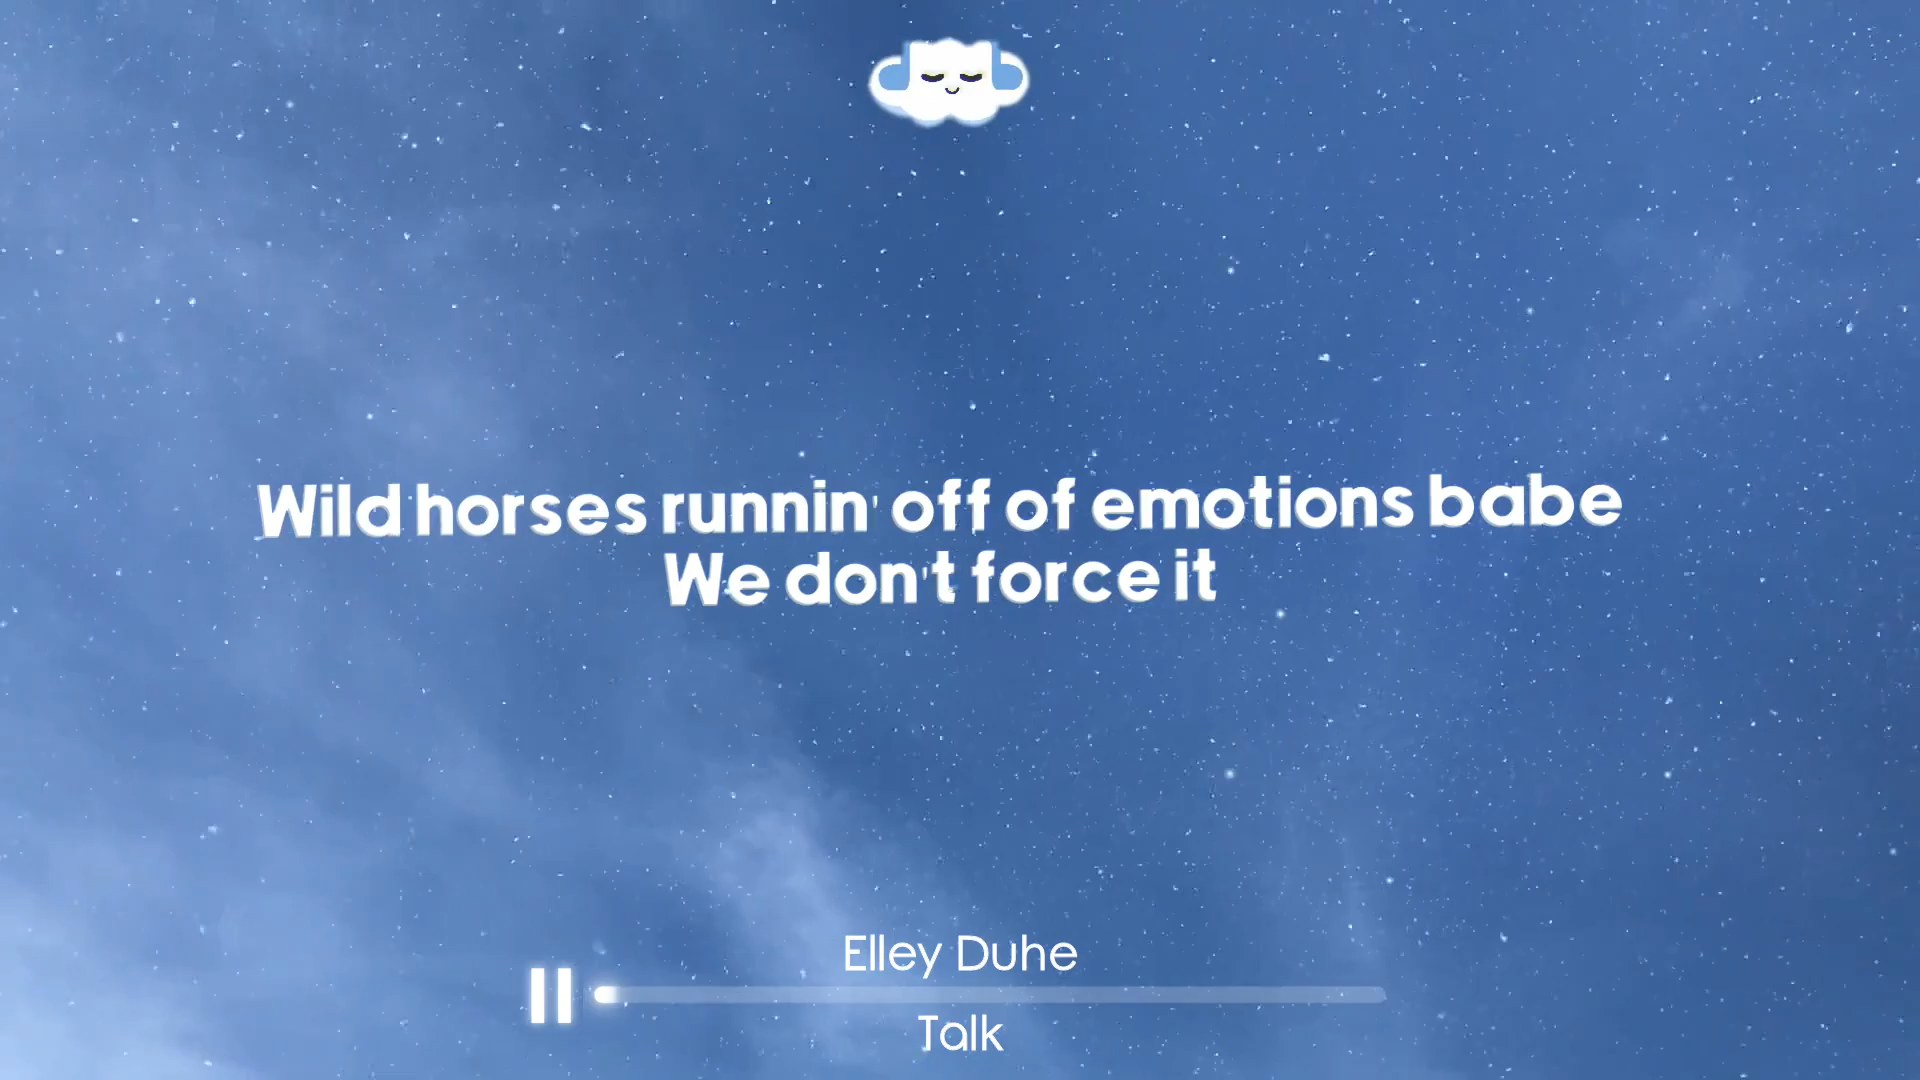 Wild horses runnin' off of emotions babe
We don't force it
Elley Duhe
Talk